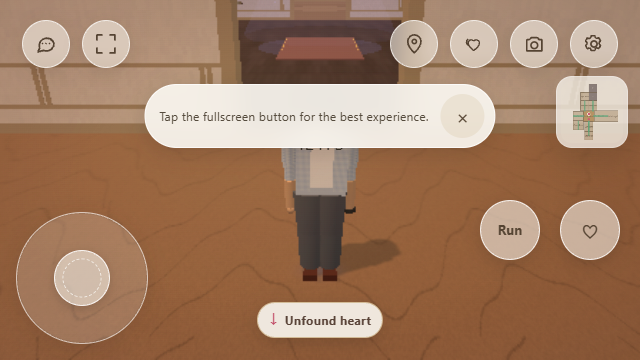 Tap the fullscreen button for the best experience.
Run
Unfound heart